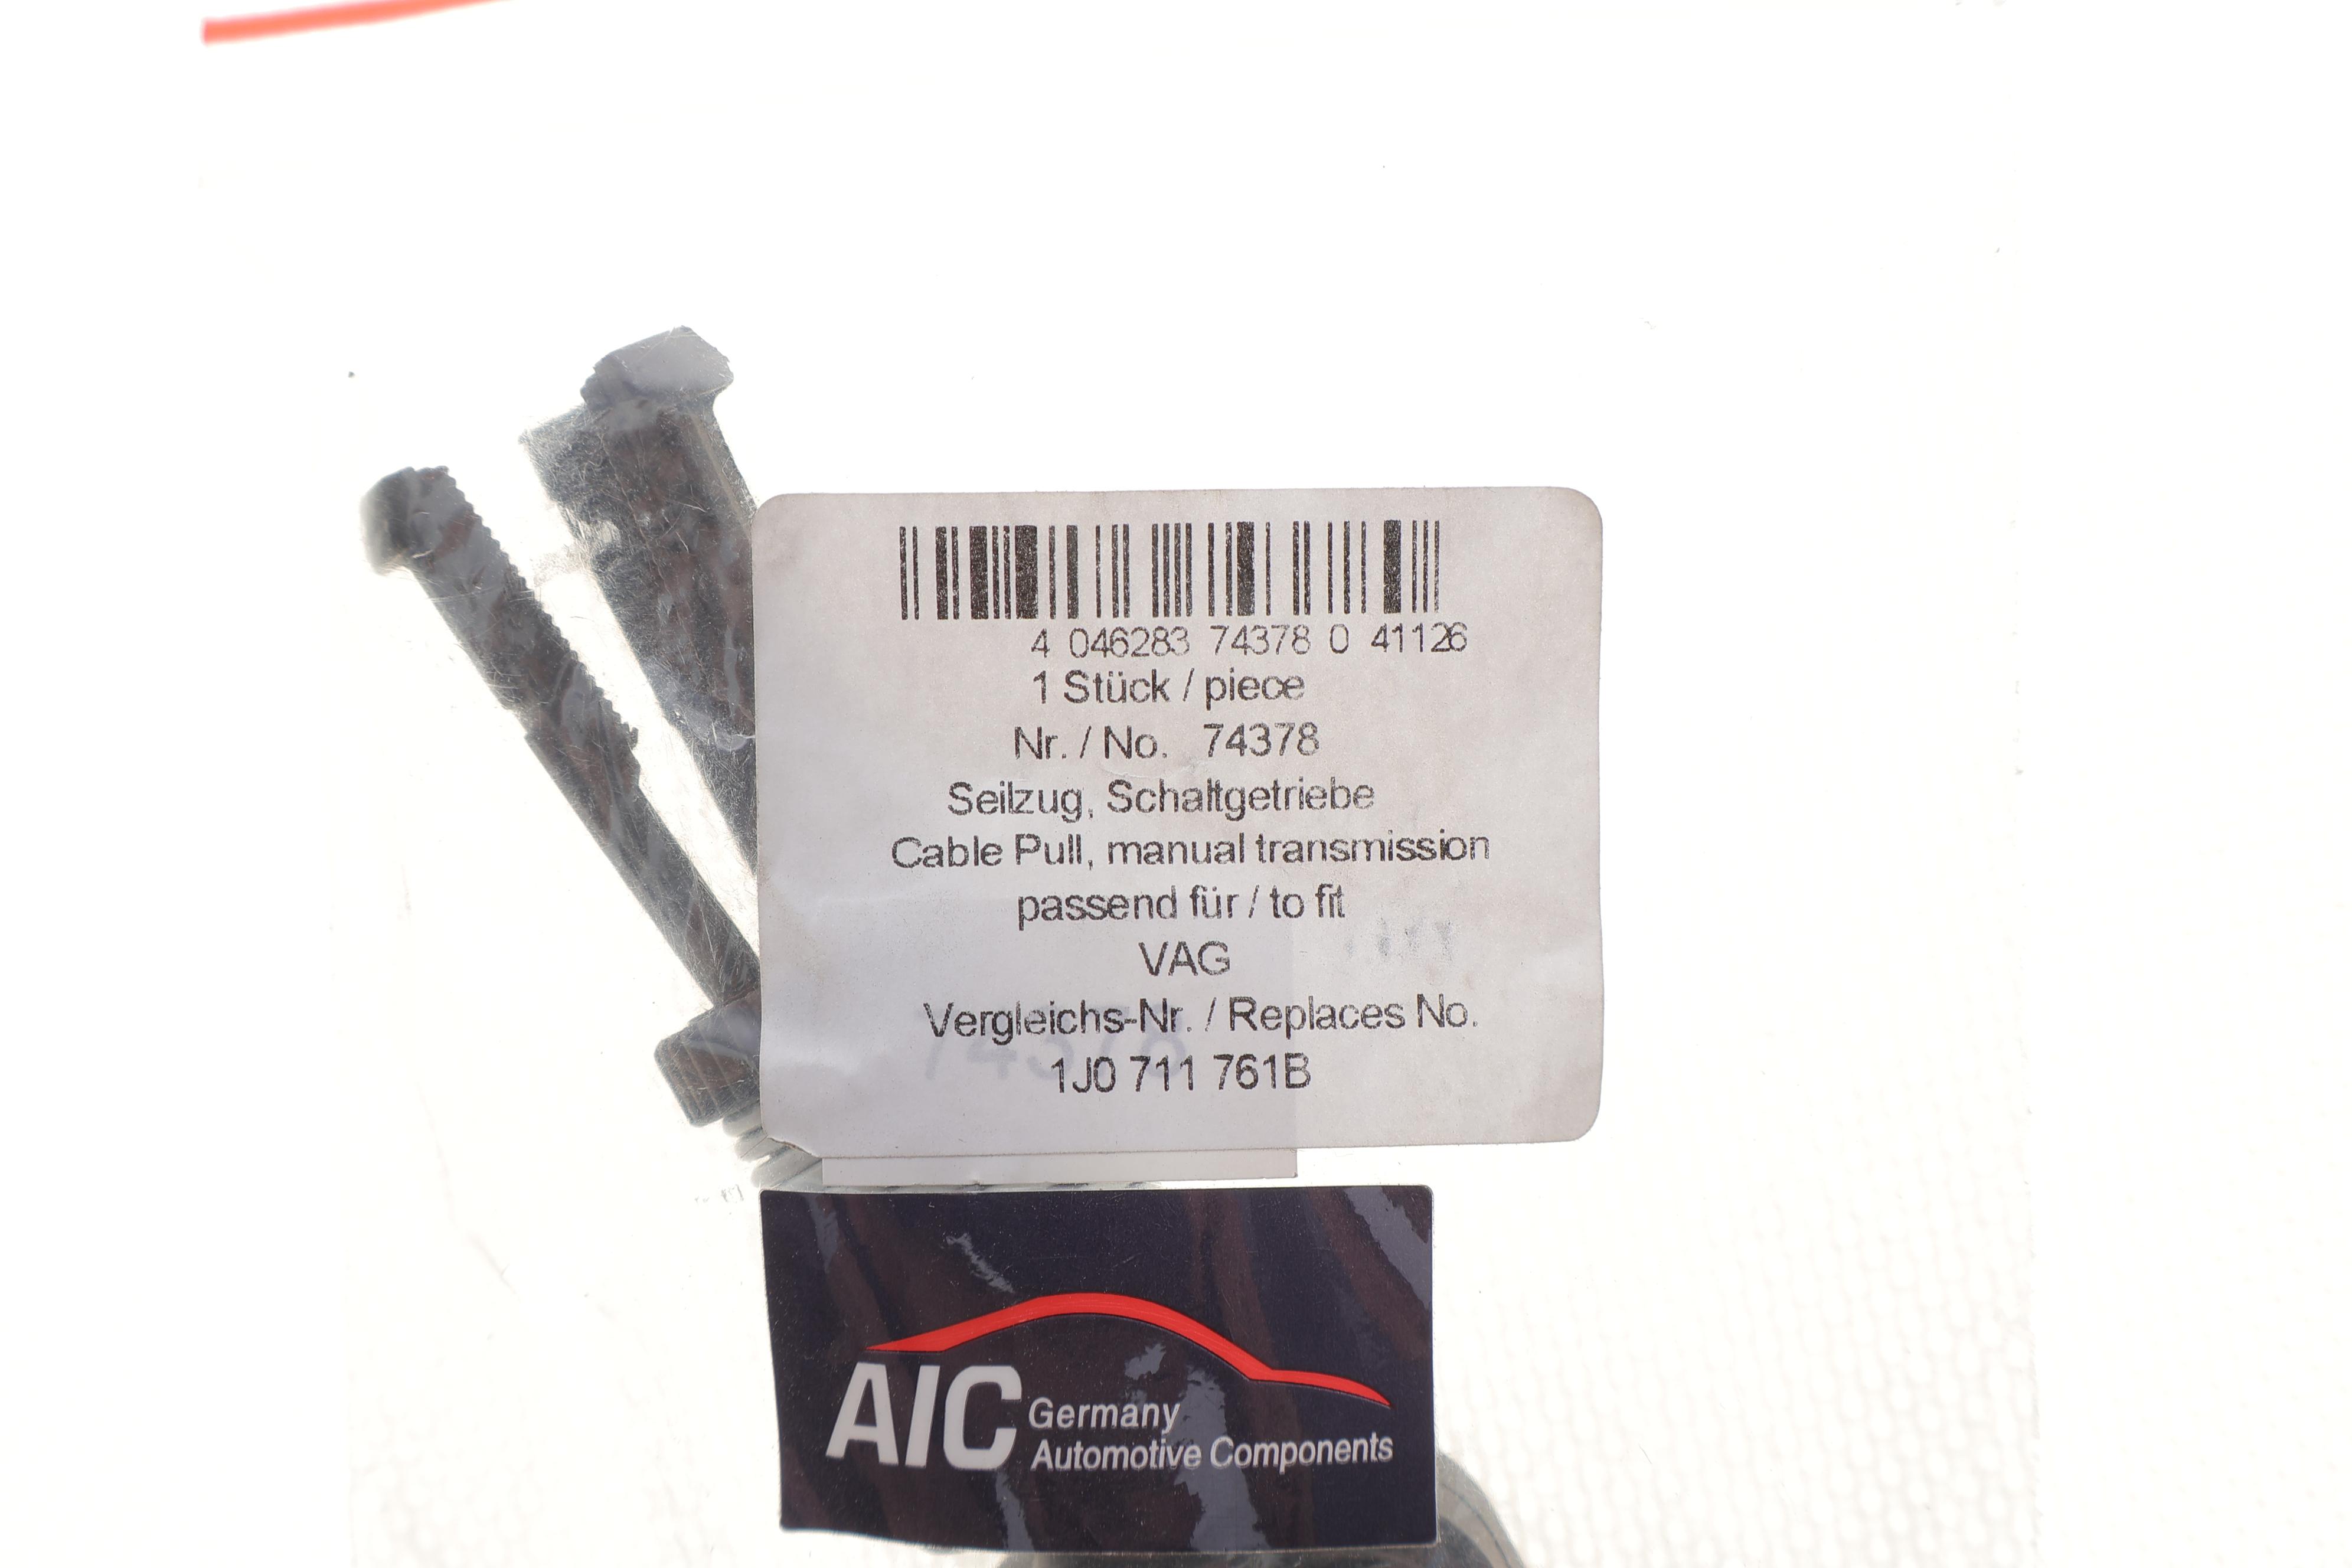 4 046283 74378 0 41126
1 Stück / piece
Nr. / No. 74378
Seilzug, Schaltgetriebe
Cable Pull, manual transmission
passend für / to fit
VAG
Vergleichs-Nr. / Replaces No.
74378
1J0 711 761B
AIC Germany
Automotive Components